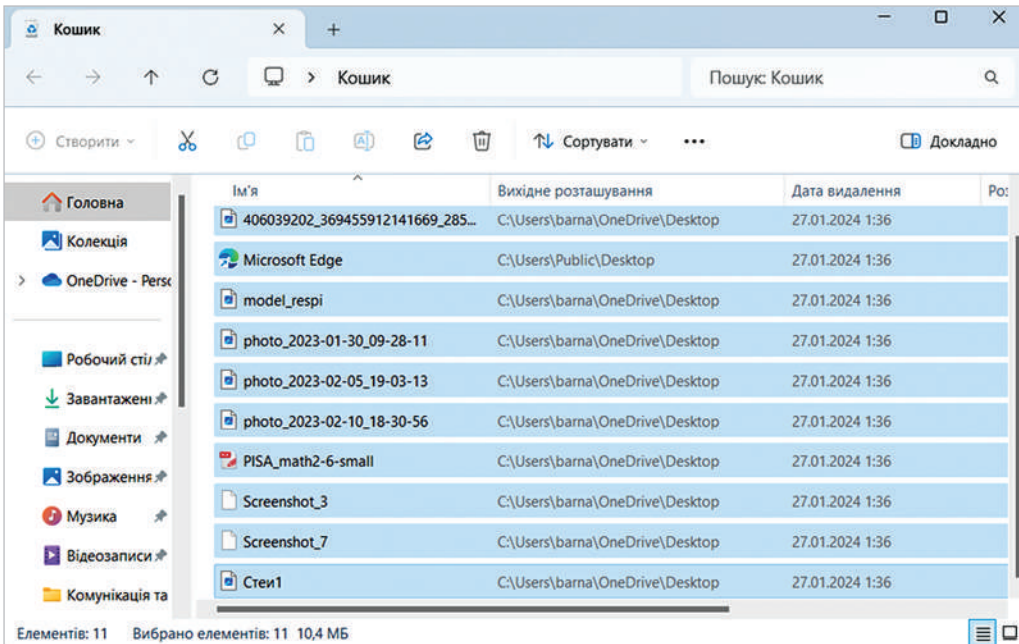 Кошик
Кошик
Пошук: Кошик
Створити
Сортувати
Докладно
Головна
Колекція
OneDrive - Persc
Робочий стіл
Завантажені
Документи
Зображення
Музика
Відеозаписи
Комунікація та
Ім'я Вихідне розташування Дата видалення Роз
406039202_369455912141669_285... C:\Users\barna\OneDrive\Desktop 27.01.2024 1:36
Microsoft Edge C:\Users\Public\Desktop 27.01.2024 1:36
model_respi C:\Users\barna\OneDrive\Desktop 27.01.2024 1:36
photo_2023-01-30_09-28-11 C:\Users\barna\OneDrive\Desktop 27.01.2024 1:36
photo_2023-02-05_19-03-13 C:\Users\barna\OneDrive\Desktop 27.01.2024 1:36
photo_2023-02-10_18-30-56 C:\Users\barna\OneDrive\Desktop 27.01.2024 1:36
PISA_math2-6-small C:\Users\barna\OneDrive\Desktop 27.01.2024 1:36
Screenshot_3 C:\Users\barna\OneDrive\Desktop 27.01.2024 1:36
Screenshot_7 C:\Users\barna\OneDrive\Desktop 27.01.2024 1:36
Стеи1 C:\Users\barna\OneDrive\Desktop 27.01.2024 1:36
Елементів: 11 Вибрано елементів: 11 10,4 МБ